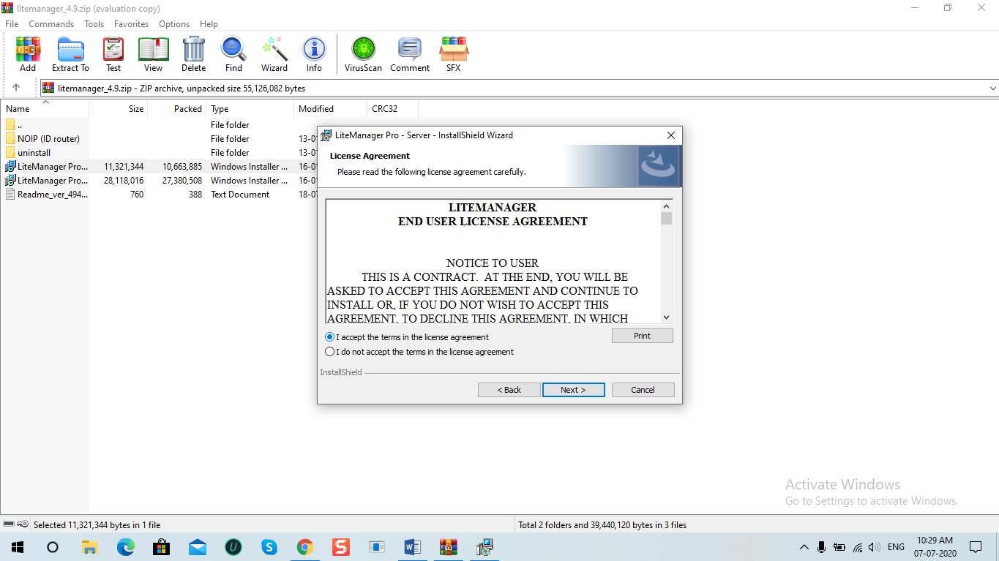 litemanager_4.9.zip (evaluation copy)
File Commands Tools Favorites Options Help
Add Extract To Test View Delete Find Wizard Info VirusScan Comment SFX
litemanager_4.9.zip - ZIP archive, unpacked size 55,126,082 bytes
Name Size Packed Type Modified CRC32
.. File folder
NOIP (ID router) File folder 13-01
uninstall File folder 13-01
LiteManager Pro... 11,321,344 10,663,885 Windows Installer ... 16-01
LiteManager Pro... 28,118,016 27,380,508 Windows Installer ... 16-01
Readme_ver_494... 760 388 Text Document 18-07
LiteManager Pro - Server - InstallShield Wizard
License Agreement
Please read the following license agreement carefully.
LITEMANAGER
END USER LICENSE AGREEMENT
NOTICE TO USER
THIS IS A CONTRACT. AT THE END, YOU WILL BE
ASKED TO ACCEPT THIS AGREEMENT AND CONTINUE TO
INSTALL OR, IF YOU DO NOT WISH TO ACCEPT THIS
AGREEMENT, TO DECLINE THIS AGREEMENT, IN WHICH
I accept the terms in the license agreement
Print
I do not accept the terms in the license agreement
InstallShield
< Back Next > Cancel
Activate Windows
Go to Settings to activate Windows.
Selected 11,321,344 bytes in 1 file Total 2 folders and 39,440,120 bytes in 3 files
ENG 10:29 AM
07-07-2020